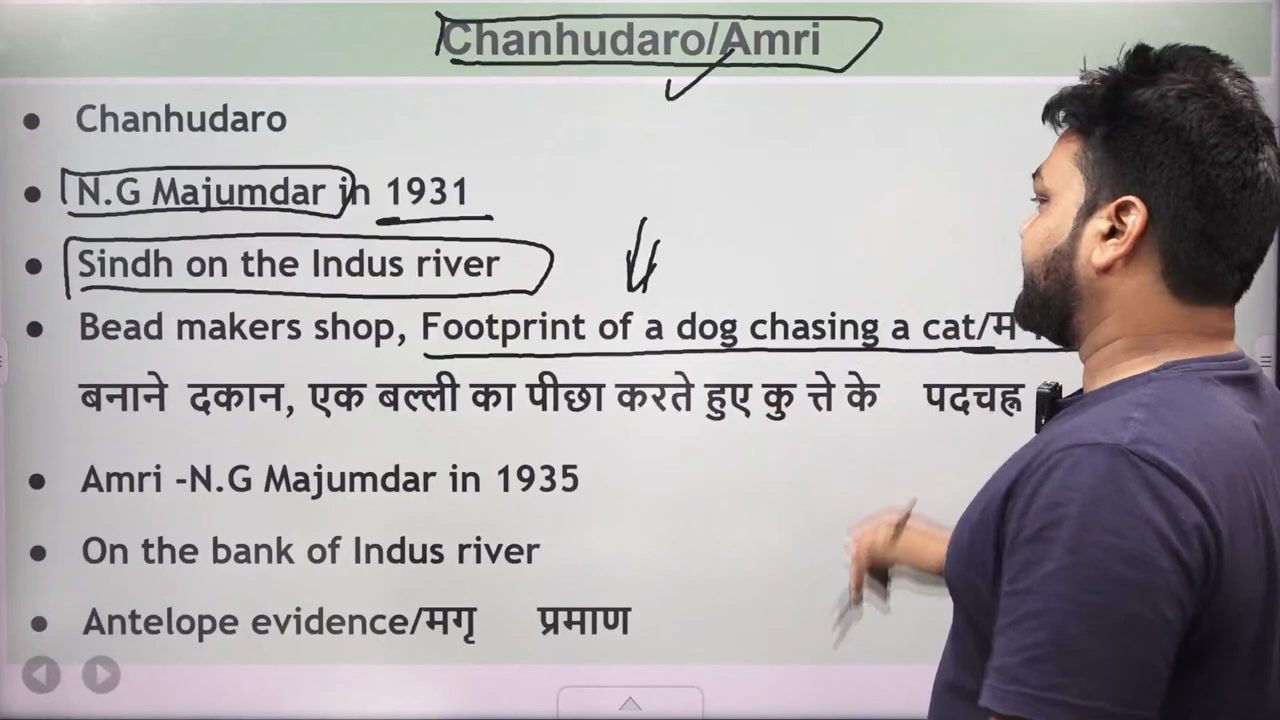 Chanhudaro/Amri
Chanhudaro
N.G Majumdar in 1931
Sindh on the Indus river
Bead makers shop, Footprint of a dog chasing a cat/
बनाने दकान, एक बल्ली का पीछा करते हुए कु त्ते के पदचह्न
Amri -N.G Majumdar in 1935
On the bank of Indus river
Antelope evidence/मगृ प्रमाण